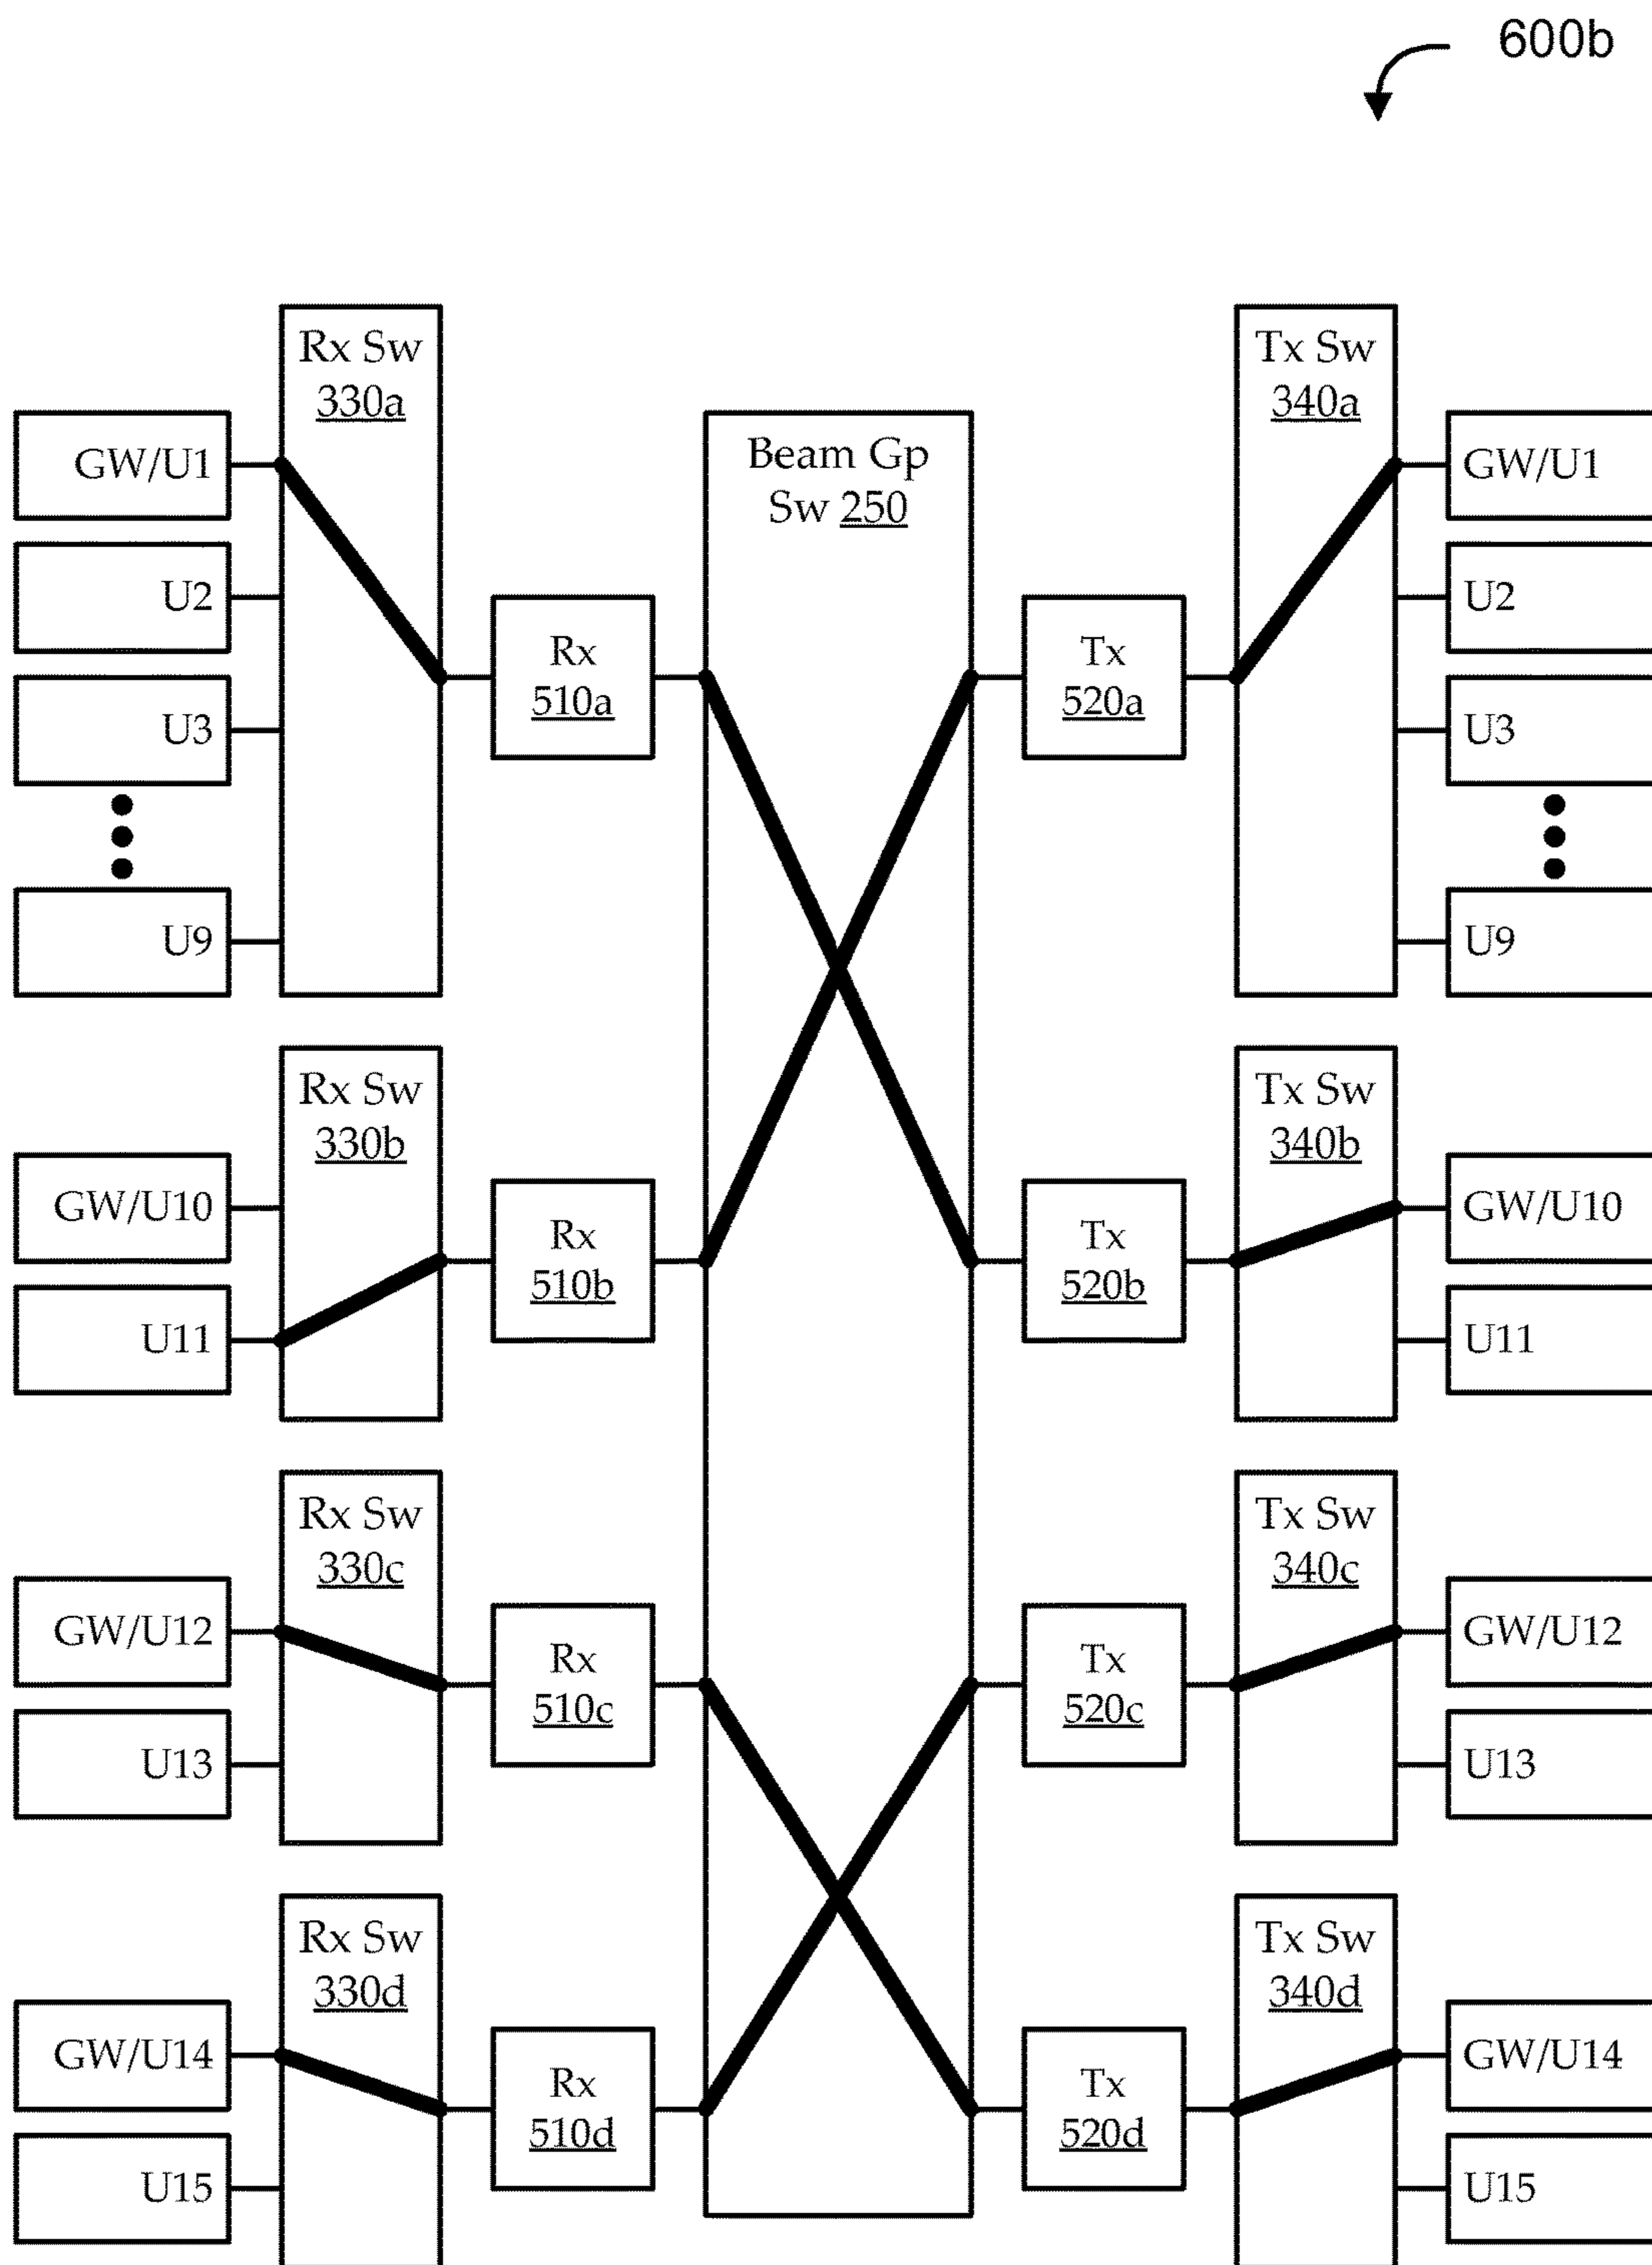 600b
Rx Sw
330a
GW/U1
U2
U3
U9
Rx
510a
Beam Gp
Sw 250
Tx
520a
Tx Sw
340a
GW/U1
U2
U3
U9
Rx Sw
330b
GW/U10
U11
Rx
510b
Tx
520b
Tx Sw
340b
GW/U10
U11
Rx Sw
330c
GW/U12
U13
Rx
510c
Tx
520c
Tx Sw
340c
GW/U12
U13
Rx Sw
330d
GW/U14
U15
Rx
510d
Tx
520d
Tx Sw
340d
GW/U14
U15